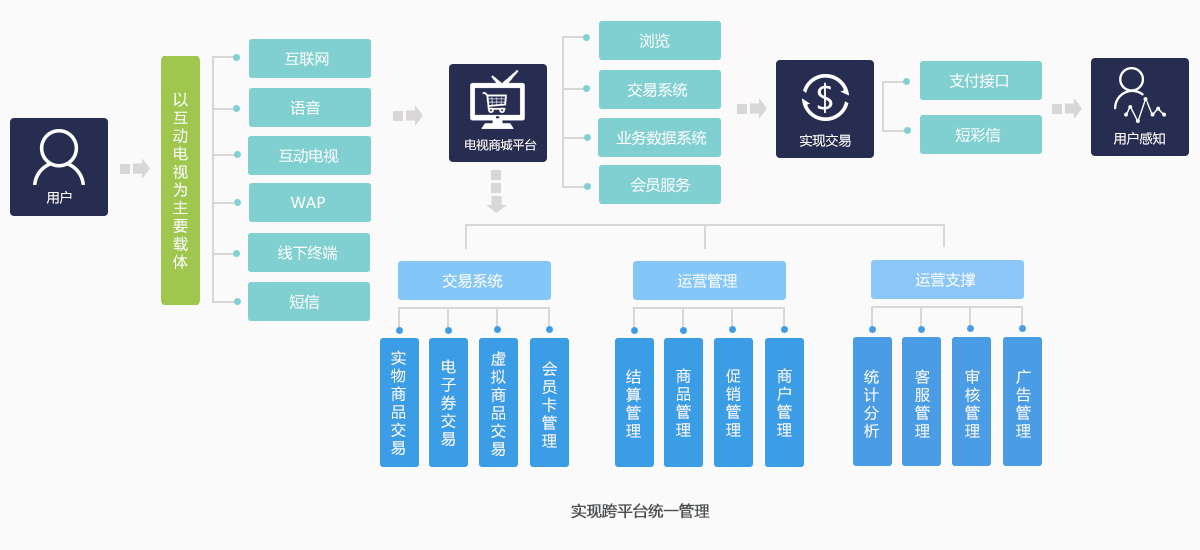 用户
以互动电视为主要载体
互联网
语音
互动电视
WAP
线下终端
短信
电视商城平台
浏览
交易系统
业务数据系统
会员服务
实现交易
支付接口
短彩信
用户感知
交易系统
实物商品交易
电子券交易
虚拟商品交易
会员卡管理
运营管理
结算管理
商品管理
促销管理
商户管理
运营支撑
统计分析
客服管理
审核管理
广告管理
实现跨平台统一管理